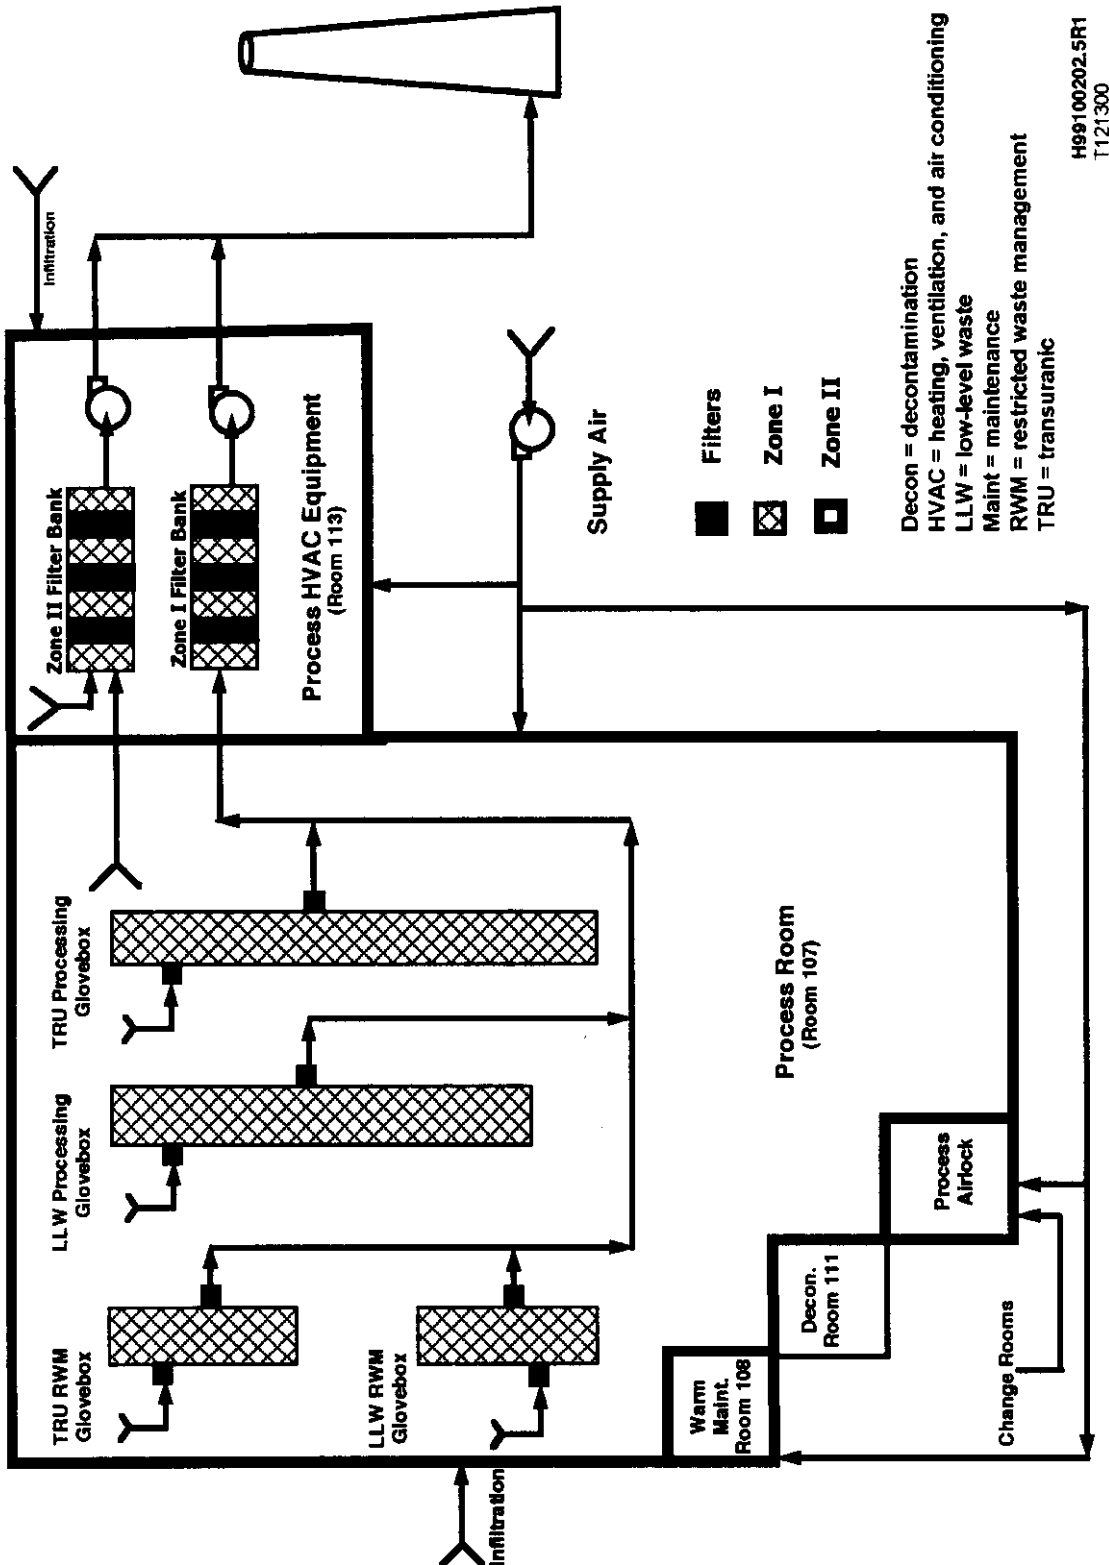 Infiltration
Zone II Filter Bank
Zone I Filter Bank
Process HVAC Equipment
(Room 113)
TRU Processing
Glovebox
LLW Processing
Glovebox
TRU RWM
Glovebox
LLW RWM
Glovebox
Process Room
(Room 107)
Process
Airlock
Decon.
Room 111
Warm
Maint.
Room 108
Change Rooms
Infiltration
Supply Air
Filters
Zone I
Zone II
Decon = decontamination
HVAC = heating, ventilation, and air conditioning
LLW = low-level waste
Maint = maintenance
RWM = restricted waste management
TRU = transuranic
H99100202.5R1
T121300